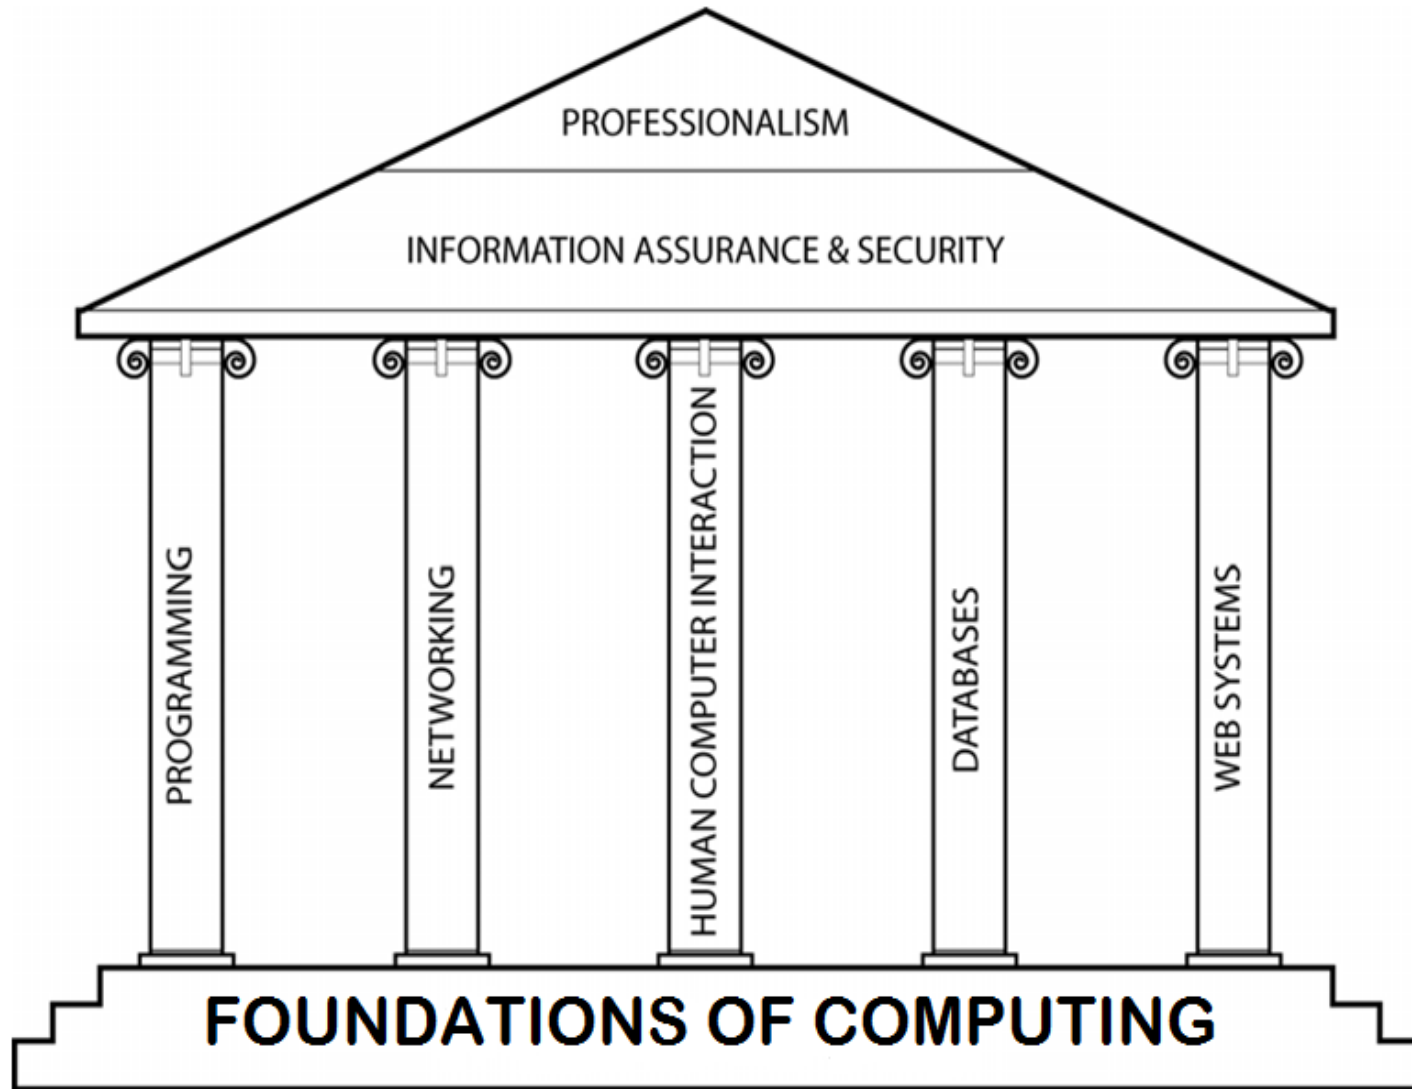 PROFESSIONALISM
INFORMATION ASSURANCE & SECURITY
PROGRAMMING
NETWORKING
HUMAN COMPUTER INTERACTION
DATABASES
WEB SYSTEMS
FOUNDATIONS OF COMPUTING